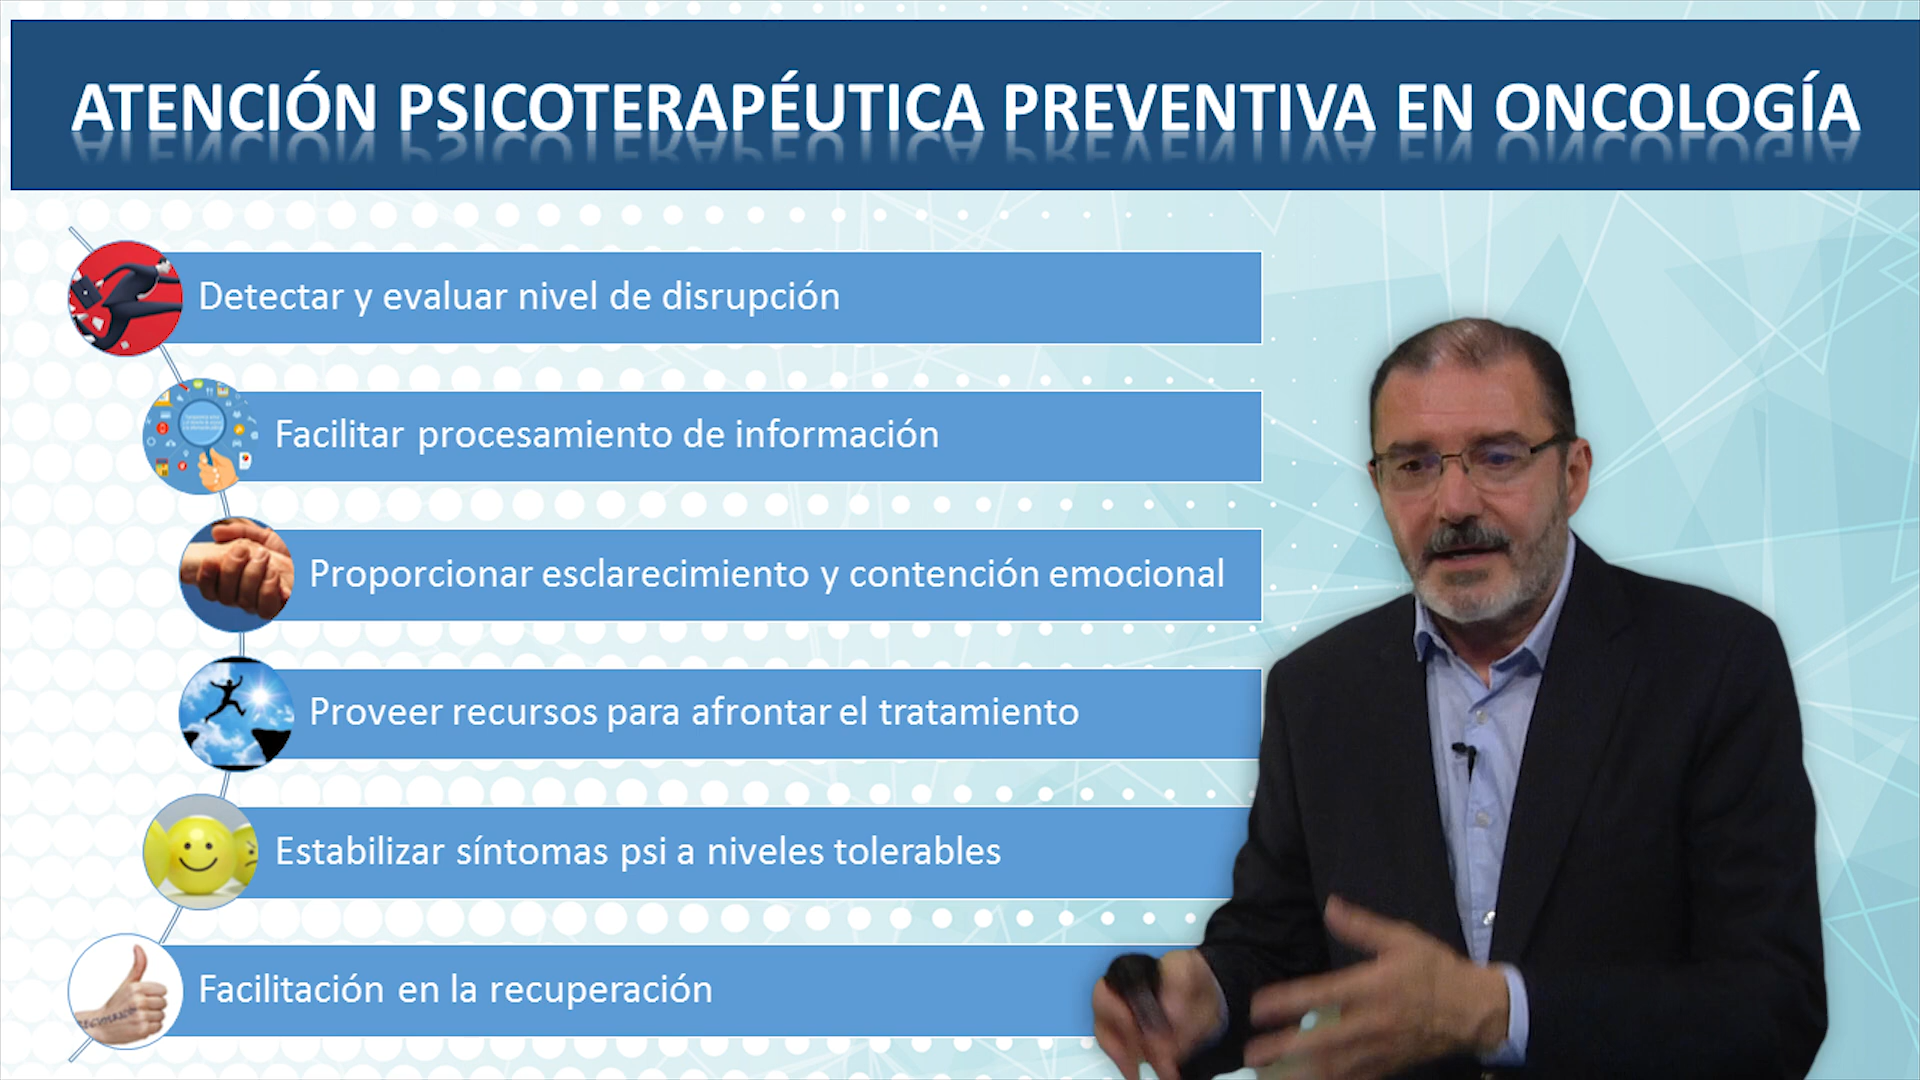 ATENCIÓN PSICOTERAPÉUTICA PREVENTIVA EN ONCOLOGÍA
Detectar y evaluar nivel de disrupción
Facilitar procesamiento de información
Proporcionar esclarecimiento y contención emocional
Proveer recursos para afrontar el tratamiento
Estabilizar síntomas psi a niveles tolerables
Facilitación en la recuperación